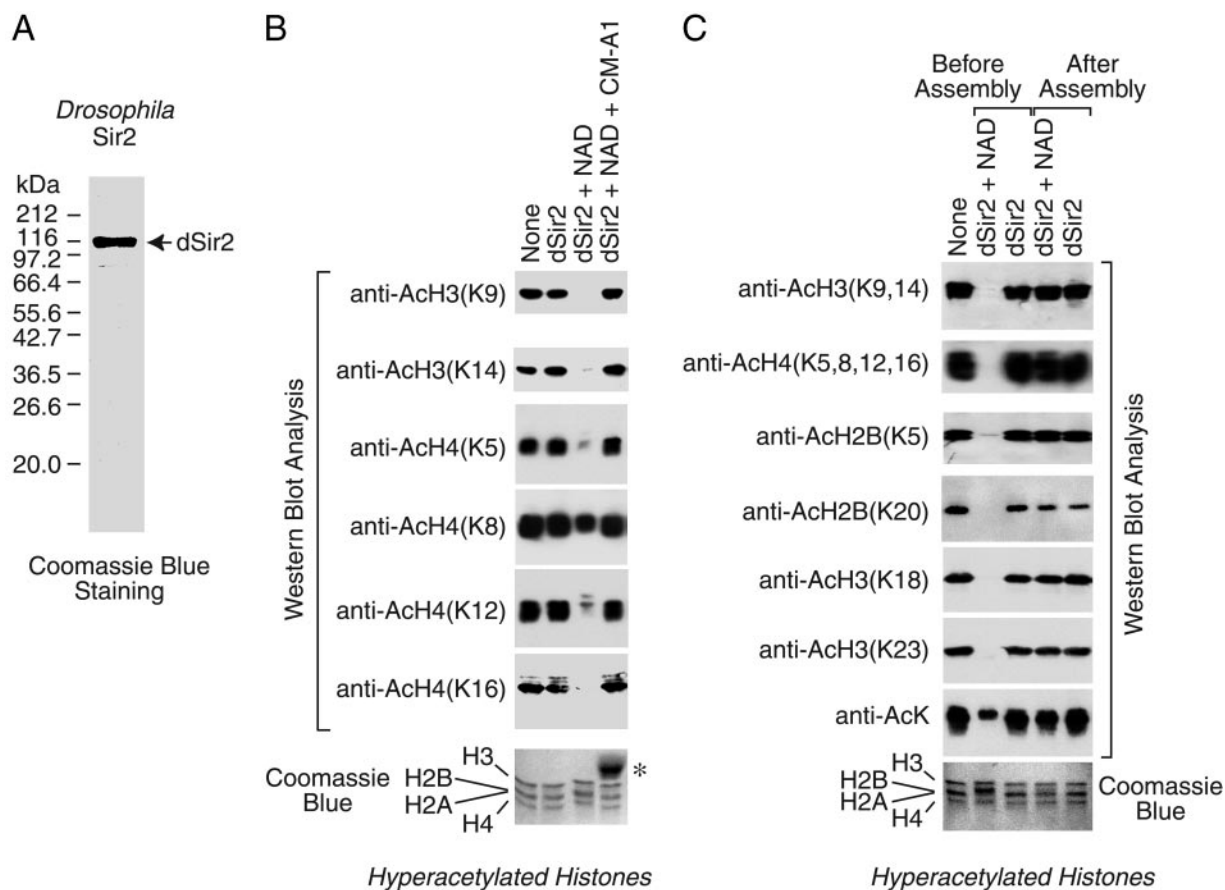 A
Drosophila
Sir2
kDa
212
116
97.2
66.4
55.6
42.7
36.5
26.6
20.0
dSir2
Coomassie Blue
Staining
B
None
dSir2
dSir2 + NAD
dSir2 + NAD + CM-A1
Western Blot Analysis
anti-AcH3(K9)
anti-AcH3(K14)
anti-AcH4(K5)
anti-AcH4(K8)
anti-AcH4(K12)
anti-AcH4(K16)
Coomassie
Blue
H3
H2B
H2A
H4
*
Hyperacetylated Histones
C
Before
Assembly
After
Assembly
None
dSir2 + NAD
dSir2
dSir2 + NAD
dSir2
anti-AcH3(K9,14)
anti-AcH4(K5,8,12,16)
anti-AcH2B(K5)
anti-AcH2B(K20)
anti-AcH3(K18)
anti-AcH3(K23)
anti-AcK
Western Blot Analysis
H3
H2B
H2A
H4
Coomassie
Blue
Hyperacetylated Histones